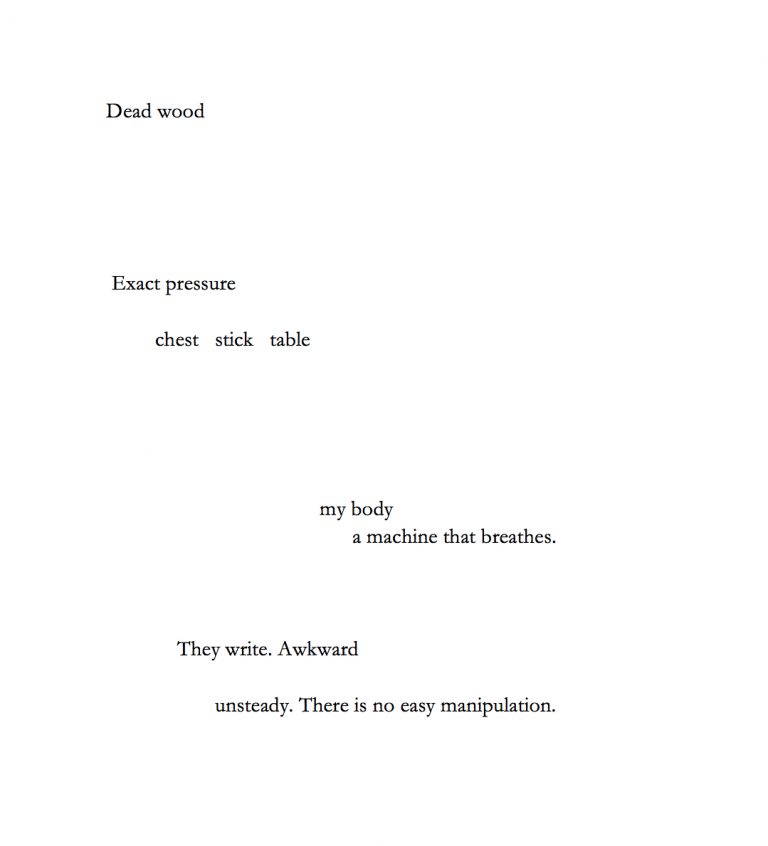 Dead wood
Exact pressure
chest stick table
my body
a machine that breathes.
They write. Awkward
unsteady. There is no easy manipulation.